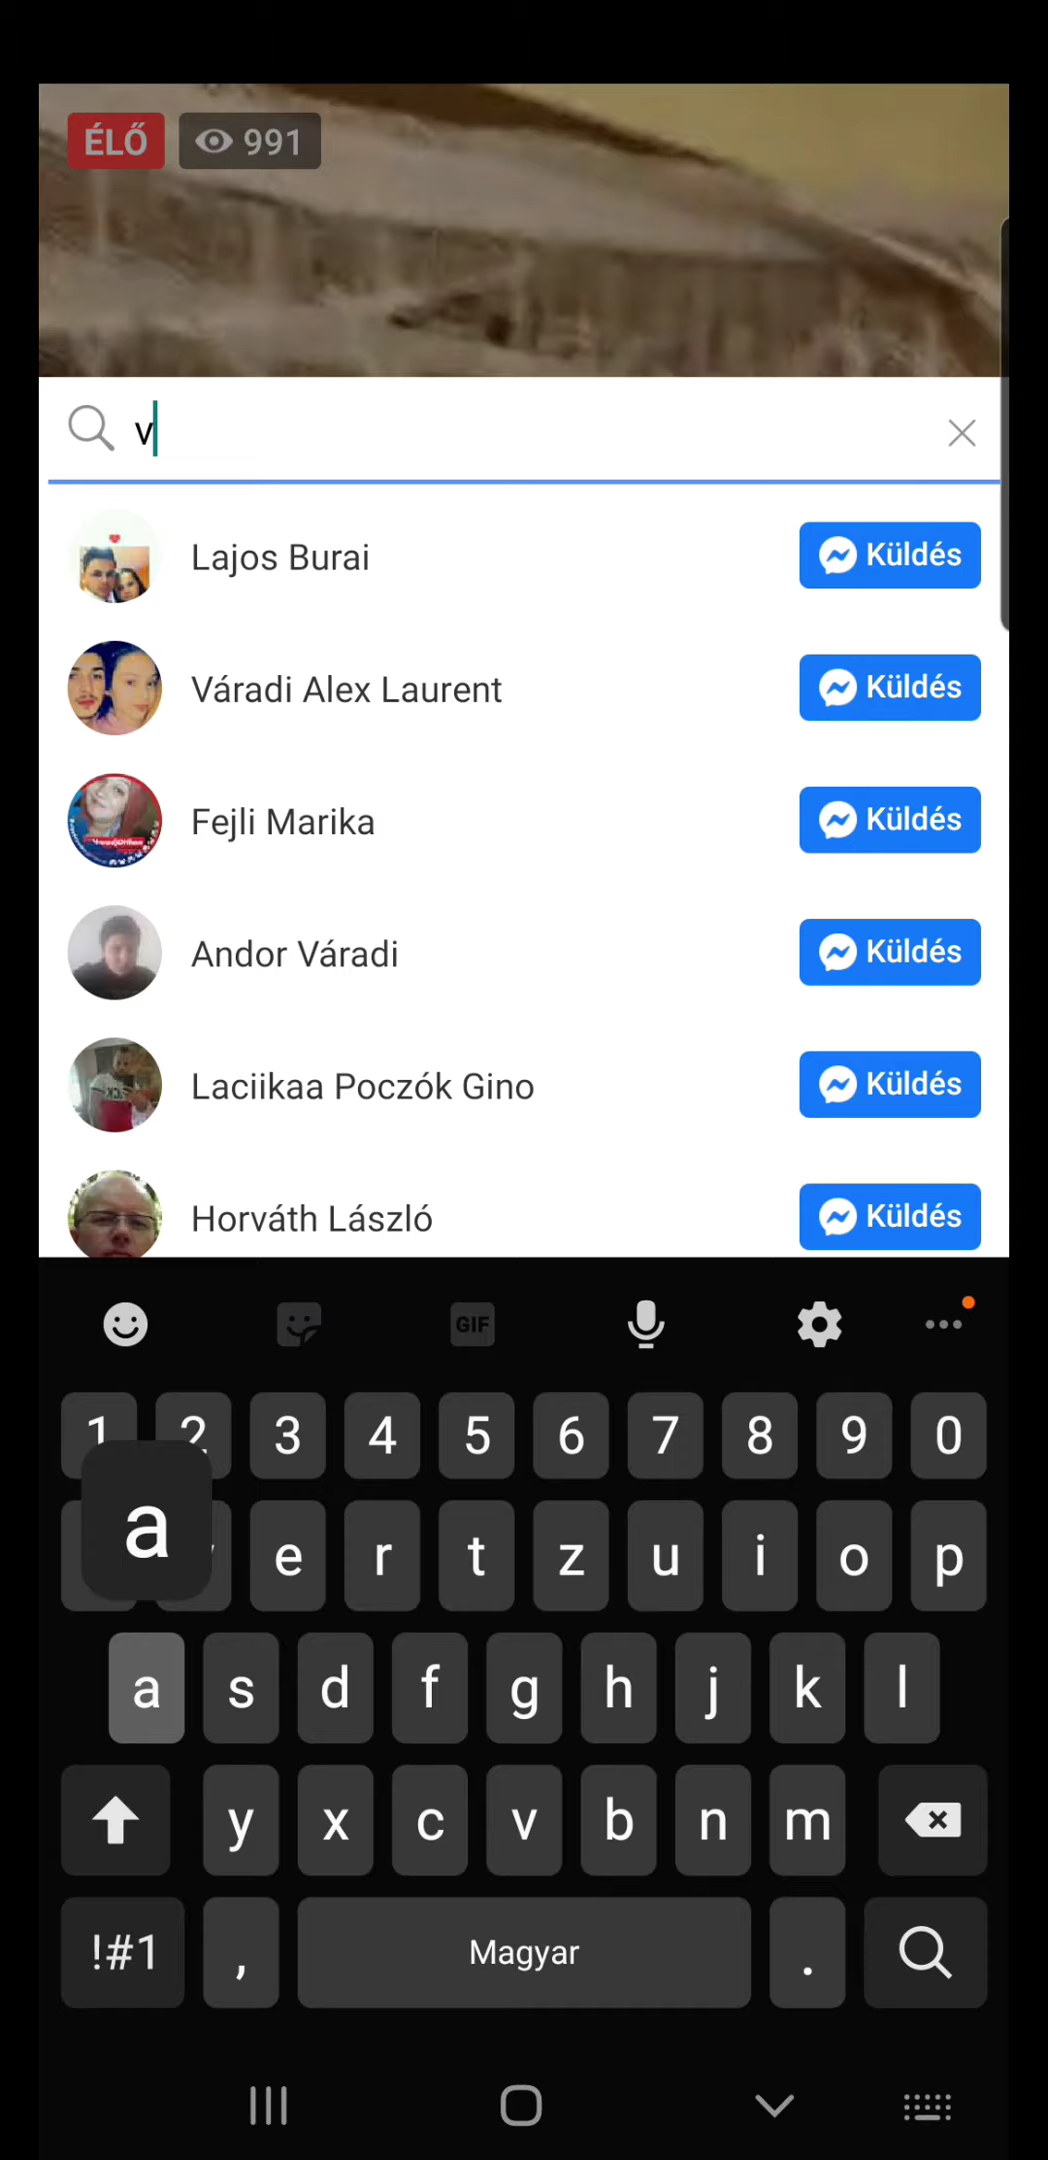 ÉLŐ 991
v
Lajos Burai Küldés
Váradi Alex Laurent Küldés
Fejli Marika Küldés
Andor Váradi Küldés
Laciikaa Poczók Gino Küldés
Horváth László Küldés
GIF
1 2 3 4 5 6 7 8 9 0
a
e r t z u i o p
a s d f g h j k l
y x c v b n m
!#1 , Magyar .